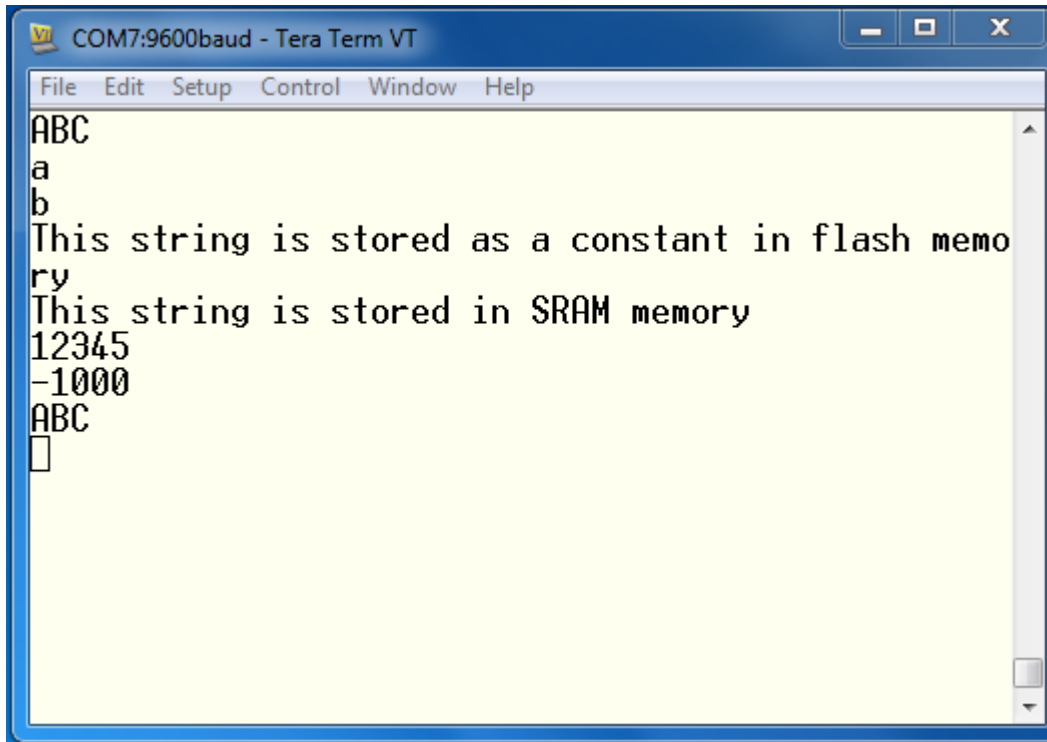 COM7:9600baud - Tera Term VT
File Edit Setup Control Window Help
ABC
a
b
This string is stored as a constant in flash memo
ry
This string is stored in SRAM memory
12345
-1000
ABC